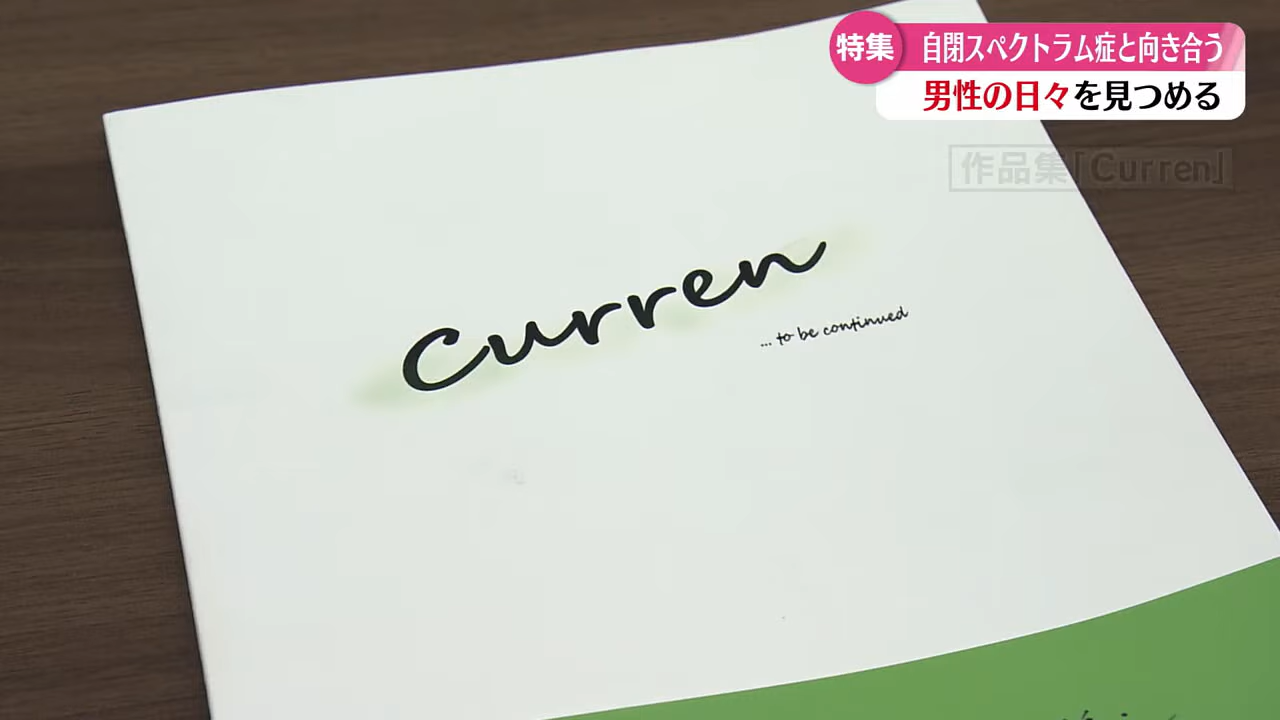 特集
自閉スペクトラム症と向き合う
男性の日々を見つめる
作品集「Curren」
Curren
... to be continued